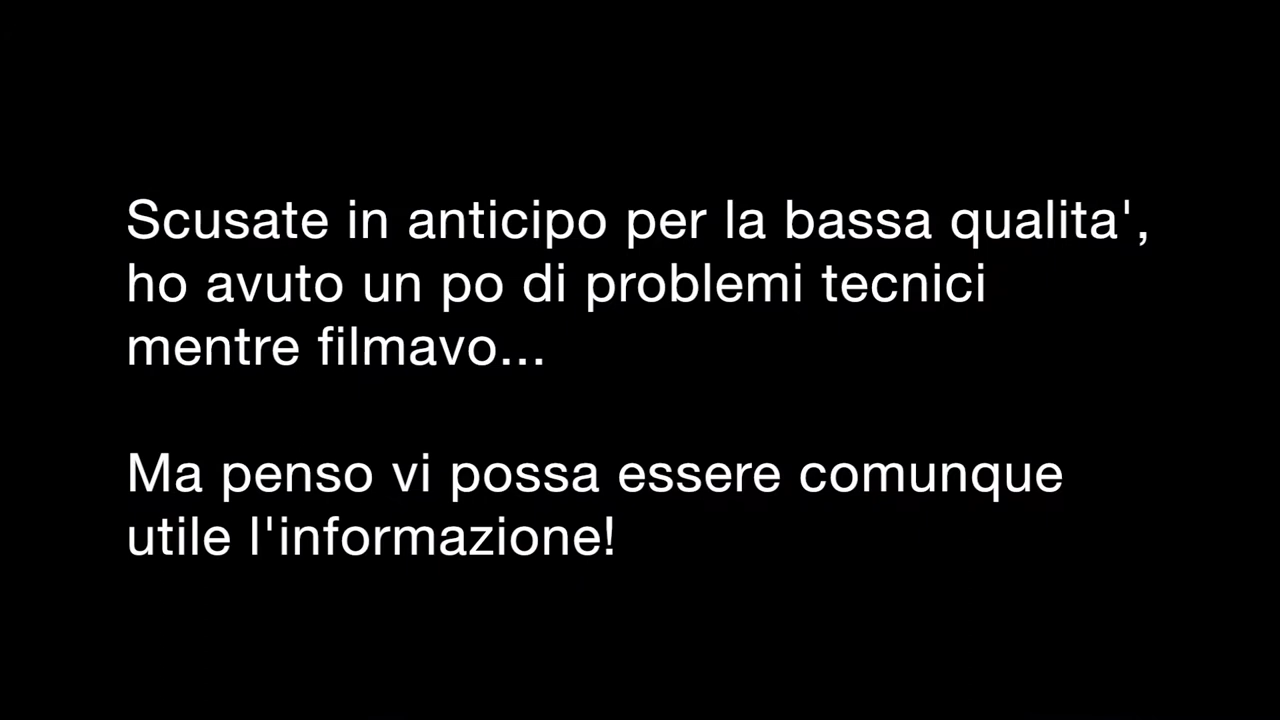 Scusate in anticipo per la bassa qualita',
ho avuto un po di problemi tecnici
mentre filmavo...
Ma penso vi possa essere comunque
utile l'informazione!